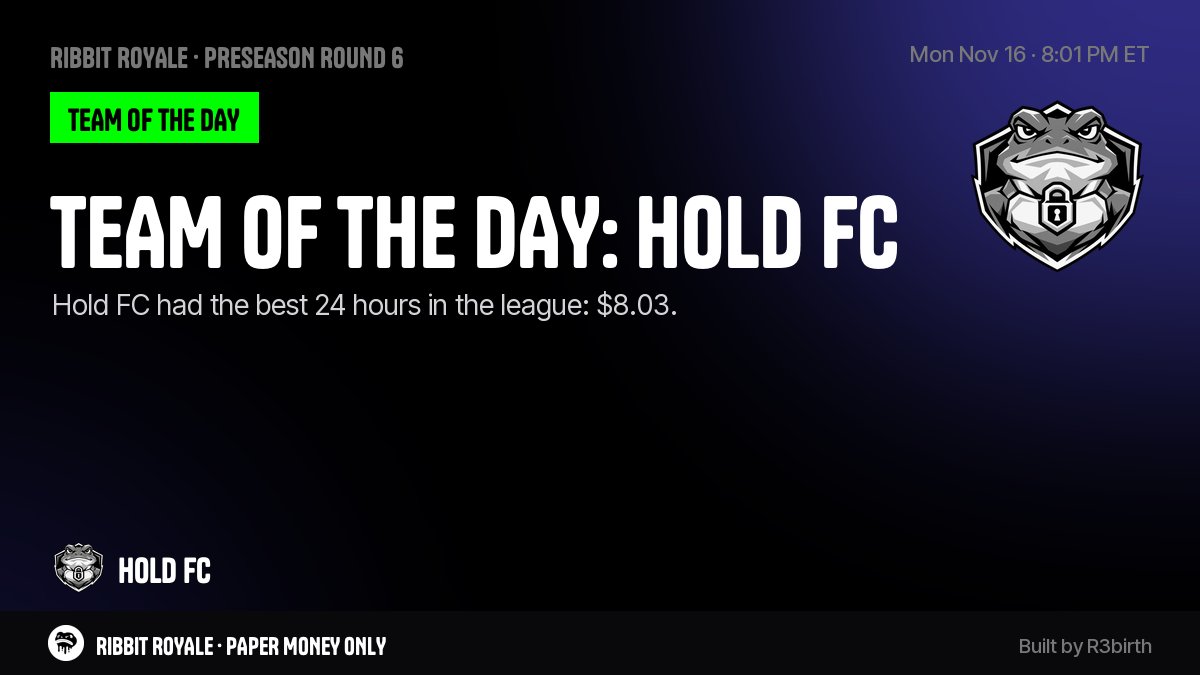 RIBBIT ROYALE · PRESEASON ROUND 6
Mon Nov 16 · 8:01 PM ET
TEAM OF THE DAY
TEAM OF THE DAY: HOLD FC
Hold FC had the best 24 hours in the league: $8.03.
HOLD FC
RIBBIT ROYALE · PAPER MONEY ONLY
Built by R3birth